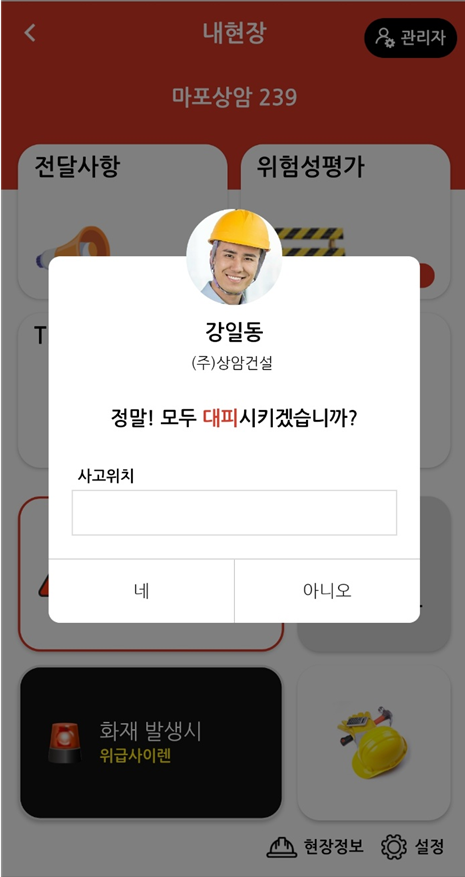 내현장
관리자
마포상암 239
전달사항
위험성평가
T
강일동
(주)상암건설
정말! 모두 대피시키겠습니까?
사고위치
네
아니오
화재 발생시
위급사이렌
현장정보
설정